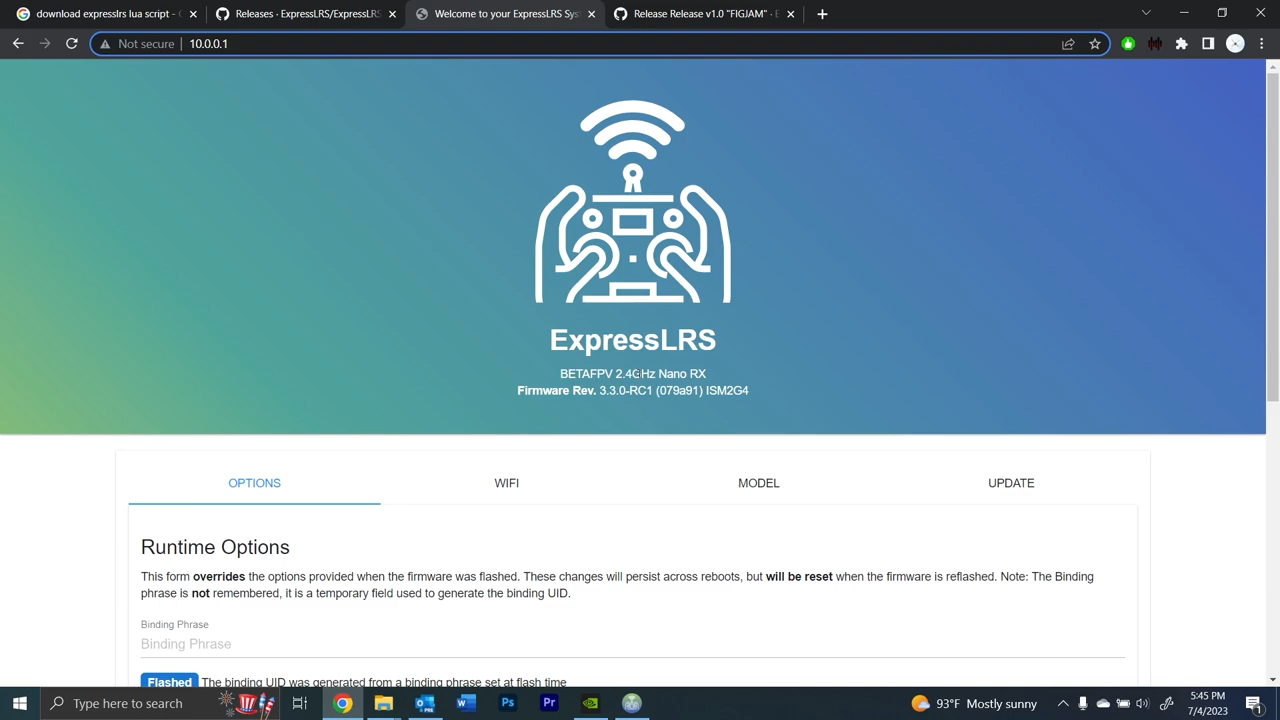 download expresslrs lua script - G
Releases · ExpressLRS/ExpressLRS
Welcome to your ExpressLRS Sys
Release Release v1.0 "FIGJAM" · E
Not secure
10.0.0.1
ExpressLRS
BETAFPV 2.4GHz Nano RX
Firmware Rev. 3.3.0-RC1 (079a91) ISM2G4
OPTIONS WIFI MODEL UPDATE
Runtime Options
This form overrides the options provided when the firmware was flashed. These changes will persist across reboots, but will be reset when the firmware is reflashed. Note: The Binding
phrase is not remembered, it is a temporary field used to generate the binding UID.
Binding Phrase
Binding Phrase
Flashed The binding UID was generated from a binding phrase set at flash time
Type here to search
93°F Mostly sunny
5:45 PM
7/4/2023